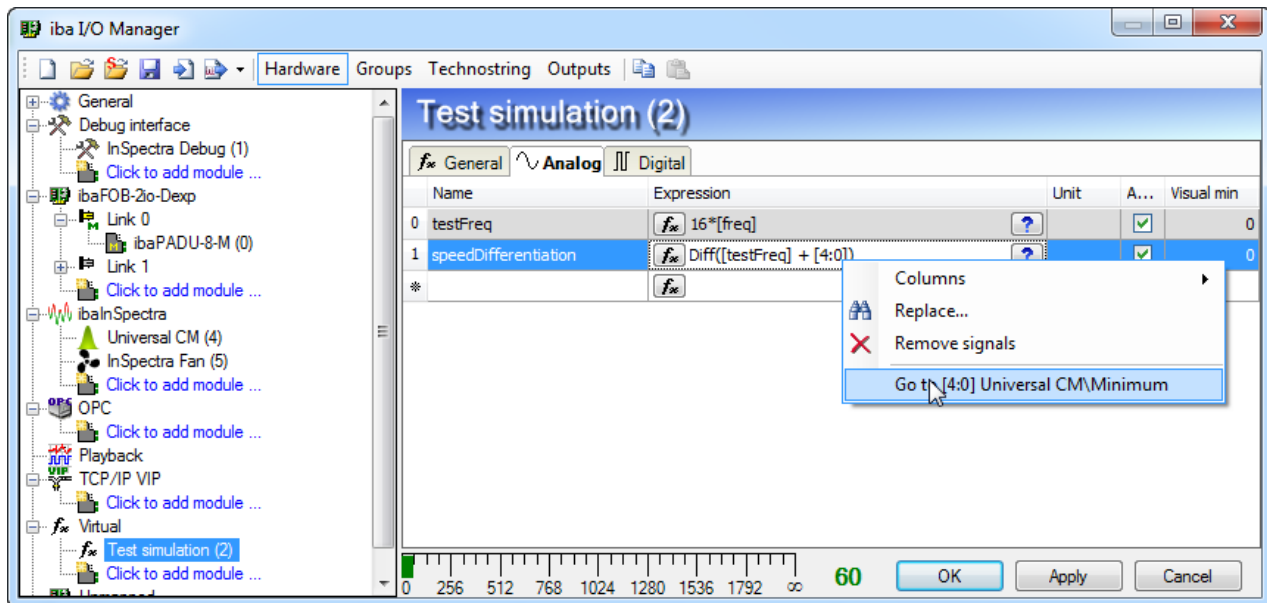 iba I/O Manager
Hardware Groups Technostring Outputs
General
Debug interface
InSpectra Debug (1)
Click to add module ...
ibaFOB-2io-Dexp
Link 0
ibaPADU-8-M (0)
Link 1
Click to add module ...
ibaInSpectra
Universal CM (4)
InSpectra Fan (5)
Click to add module ...
OPC
Click to add module ...
Playback
TCP/IP VIP
Click to add module ...
Virtual
Test simulation (2)
Click to add module ...
Test simulation (2)
General Analog Digital
Name Expression Unit A... Visual min
0 testFreq 16*[freq] ? 0
1 speedDifferentiation Diff([testFreq] + [4:0]) ? 0
Columns
Replace...
Remove signals
Go to [4:0] Universal CM\Minimum
0 256 512 768 1024 1280 1536 1792 ∞ 60 OK Apply Cancel